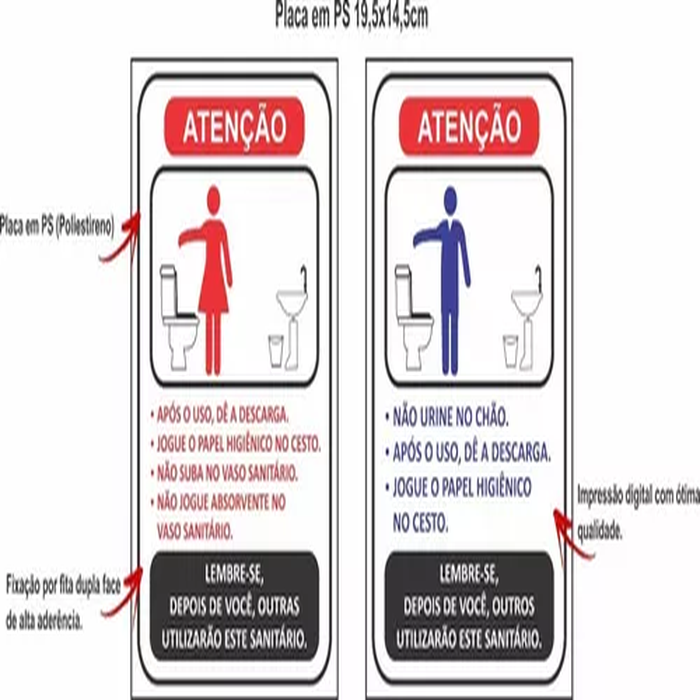 Placa em PS 19,5x14,5cm
ATENÇÃO
• APÓS O USO, DÊ A DESCARGA.
• JOGUE O PAPEL HIGIÊNICO NO CESTO.
• NÃO SUBA NO VASO SANITÁRIO.
• NÃO JOGUE ABSORVENTE NO
VASO SANITÁRIO.
LEMBRE-SE,
DEPOIS DE VOCÊ, OUTRAS
UTILIZARÃO ESTE SANITÁRIO.
ATENÇÃO
• NÃO URINE NO CHÃO.
• APÓS O USO, DÊ A DESCARGA.
• JOGUE O PAPEL HIGIÊNICO
NO CESTO.
LEMBRE-SE,
DEPOIS DE VOCÊ, OUTROS
UTILIZARÃO ESTE SANITÁRIO.
Placa em PS (Poliestireno)
Fixação por fita dupla face
de alta aderência.
Impressão digital com ótima
qualidade.